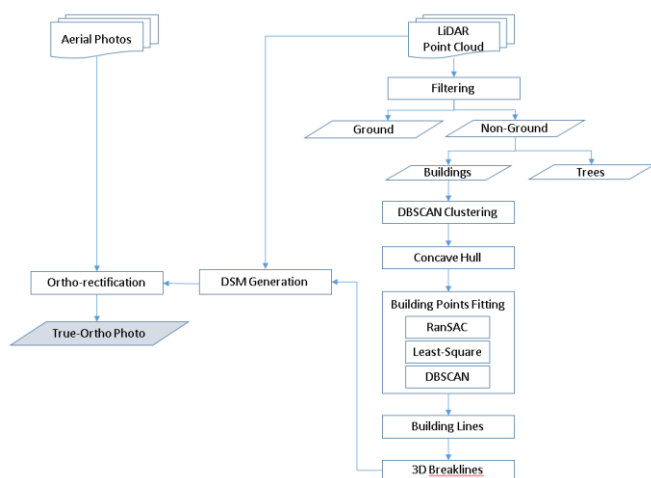 Aerial Photos
LiDAR
Point Cloud
Filtering
Ground
Non-Ground
Buildings
Trees
DBSCAN Clustering
Concave Hull
Ortho-rectification
DSM Generation
Building Points Fitting
RanSAC
Least-Square
DBSCAN
True-Ortho Photo
Building Lines
3D Breaklines